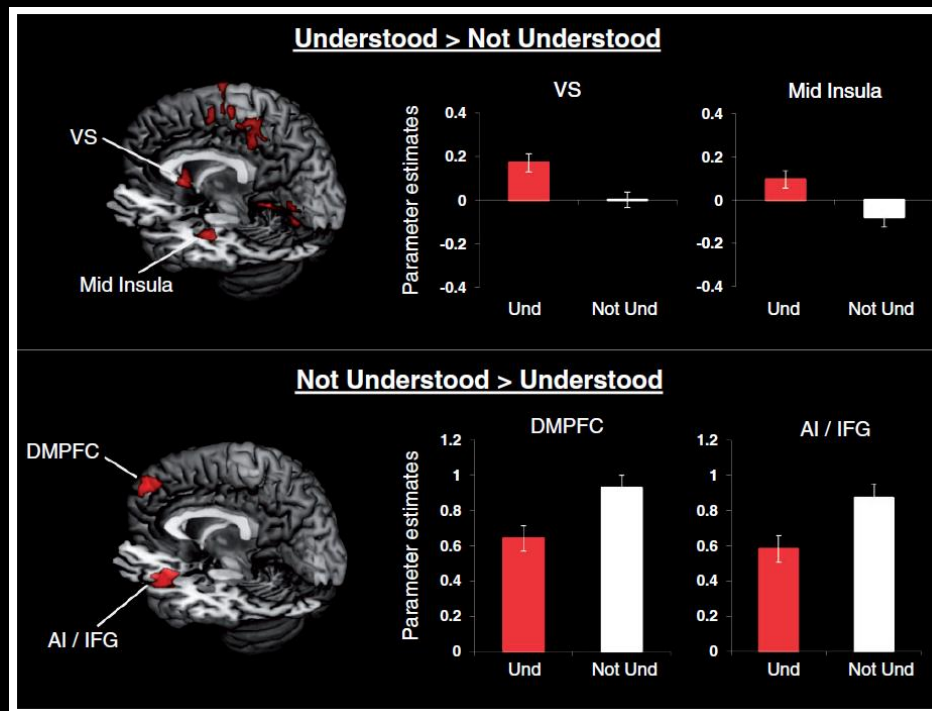 Understood > Not Understood
VS
Mid Insula
VS
Parameter estimates
0.4
0.2
0
-0.2
-0.4
Und
Not Und
Mid Insula
0.4
0.2
0
-0.2
-0.4
Und
Not Und
Not Understood > Understood
DMPFC
AI / IFG
DMPFC
Parameter estimates
1.2
1
0.8
0.6
0.4
0.2
0
Und
Not Und
AI / IFG
1.2
1
0.8
0.6
0.4
0.2
0
Und
Not Und